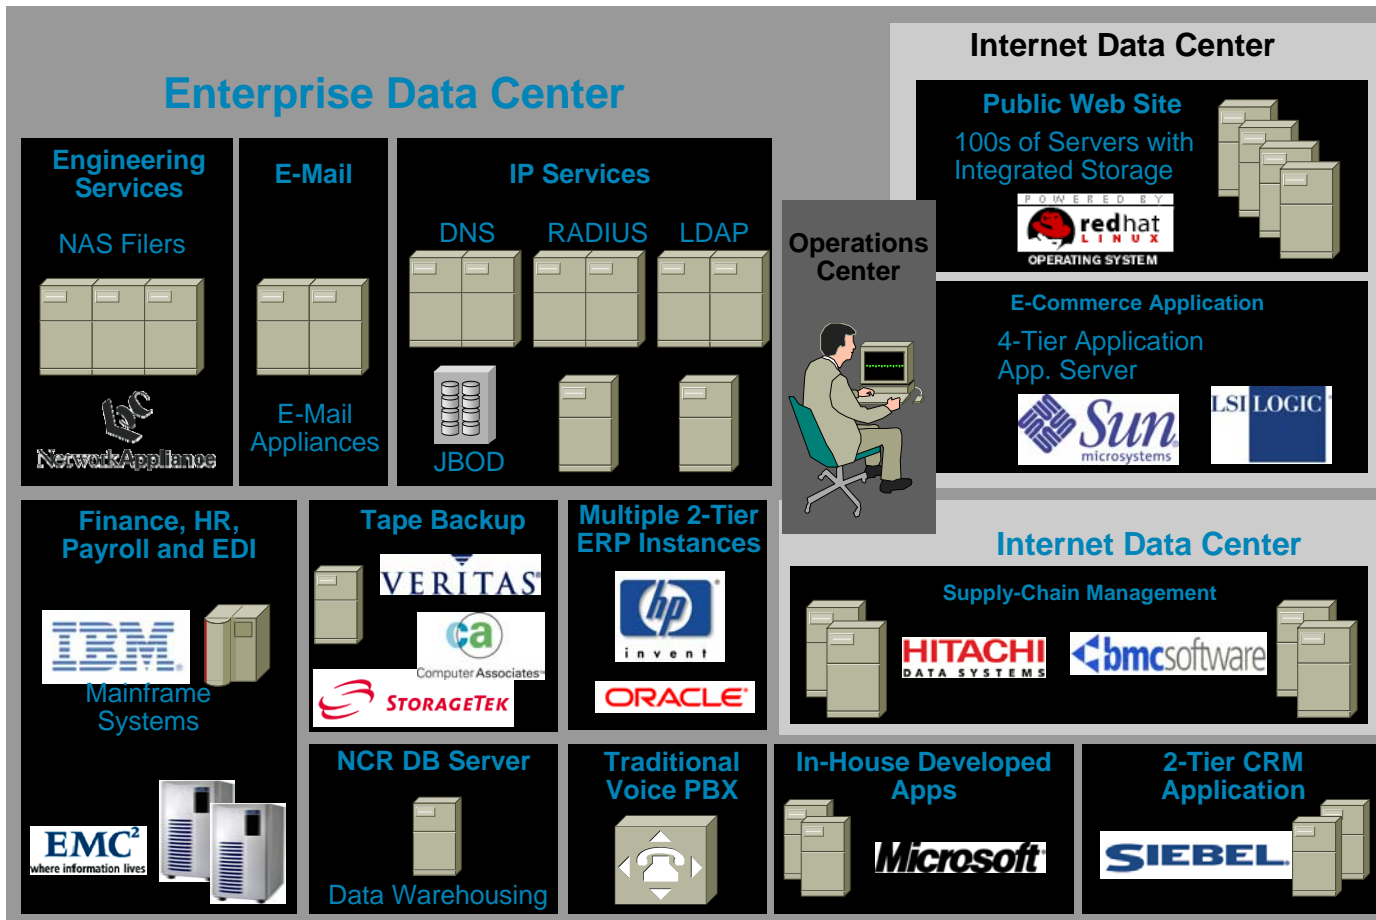 Enterprise Data Center
Engineering
Services
NAS Filers
NetworkAppliance
E-Mail
E-Mail
Appliances
IP Services
DNS
RADIUS
LDAP
JBOD
Operations
Center
Internet Data Center
Public Web Site
100s of Servers with
Integrated Storage
POWERED BY
redhat
LINUX
OPERATING SYSTEM
E-Commerce Application
4-Tier Application
App. Server
Sun
microsystems
LSI LOGIC
Finance, HR,
Payroll and EDI
IBM
Mainframe
Systems
EMC²
where information lives
Tape Backup
VERITAS
ca
Computer Associates
STORAGETEK
Multiple 2-Tier
ERP Instances
hp
invent
ORACLE
Internet Data Center
Supply-Chain Management
HITACHI
DATA SYSTEMS
bmcsoftware
NCR DB Server
Data Warehousing
Traditional
Voice PBX
In-House Developed
Apps
Microsoft
2-Tier CRM
Application
SIEBEL